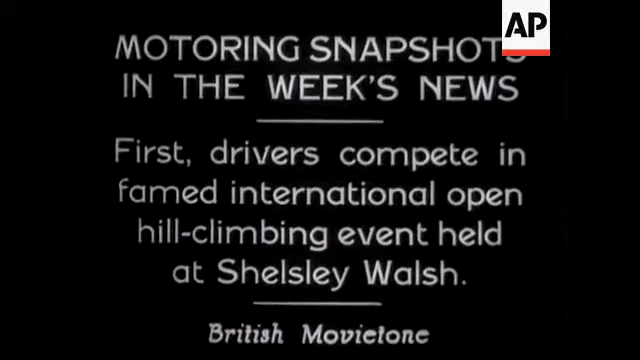 AP
MOTORING SNAPSHOTS
IN THE WEEK'S NEWS
First, drivers compete in
famed international open
hill-climbing event held
at Shelsley Walsh.
British Movietone